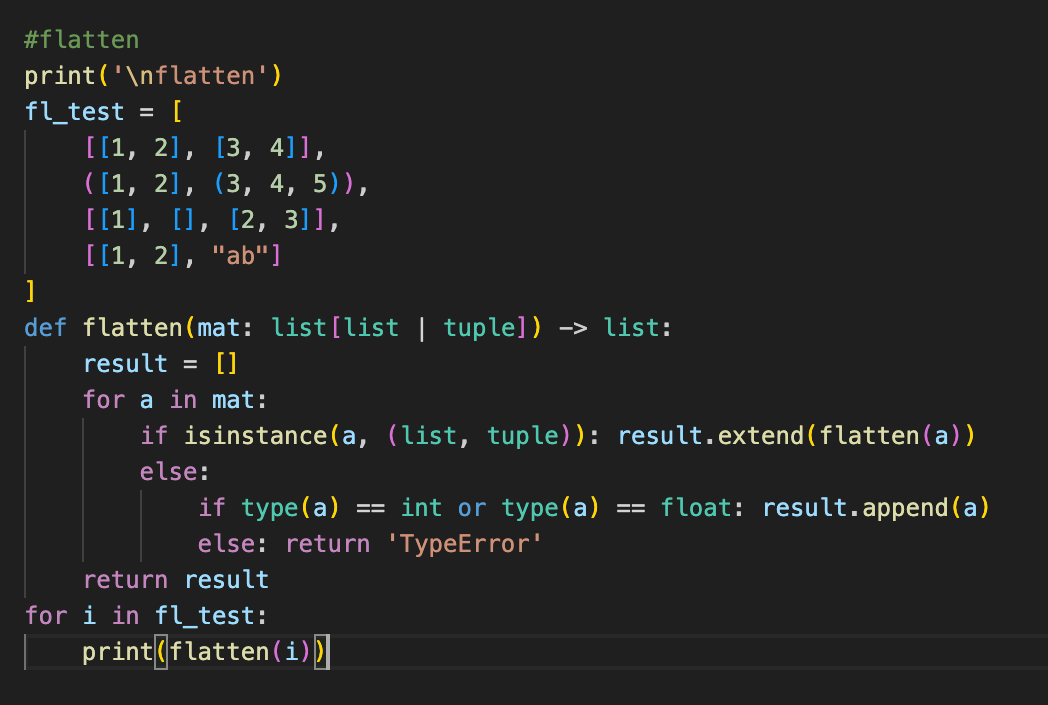 #flatten
print('\nflatten')
fl_test = [
    [[1, 2], [3, 4]],
    ([1, 2], (3, 4, 5)),
    [[1], [], [2, 3]],
    [[1, 2], "ab"]
]
def flatten(mat: list[list | tuple]) -> list:
    result = []
    for a in mat:
        if isinstance(a, (list, tuple)): result.extend(flatten(a))
        else:
            if type(a) == int or type(a) == float: result.append(a)
            else: return 'TypeError'
    return result
for i in fl_test:
    print(flatten(i))